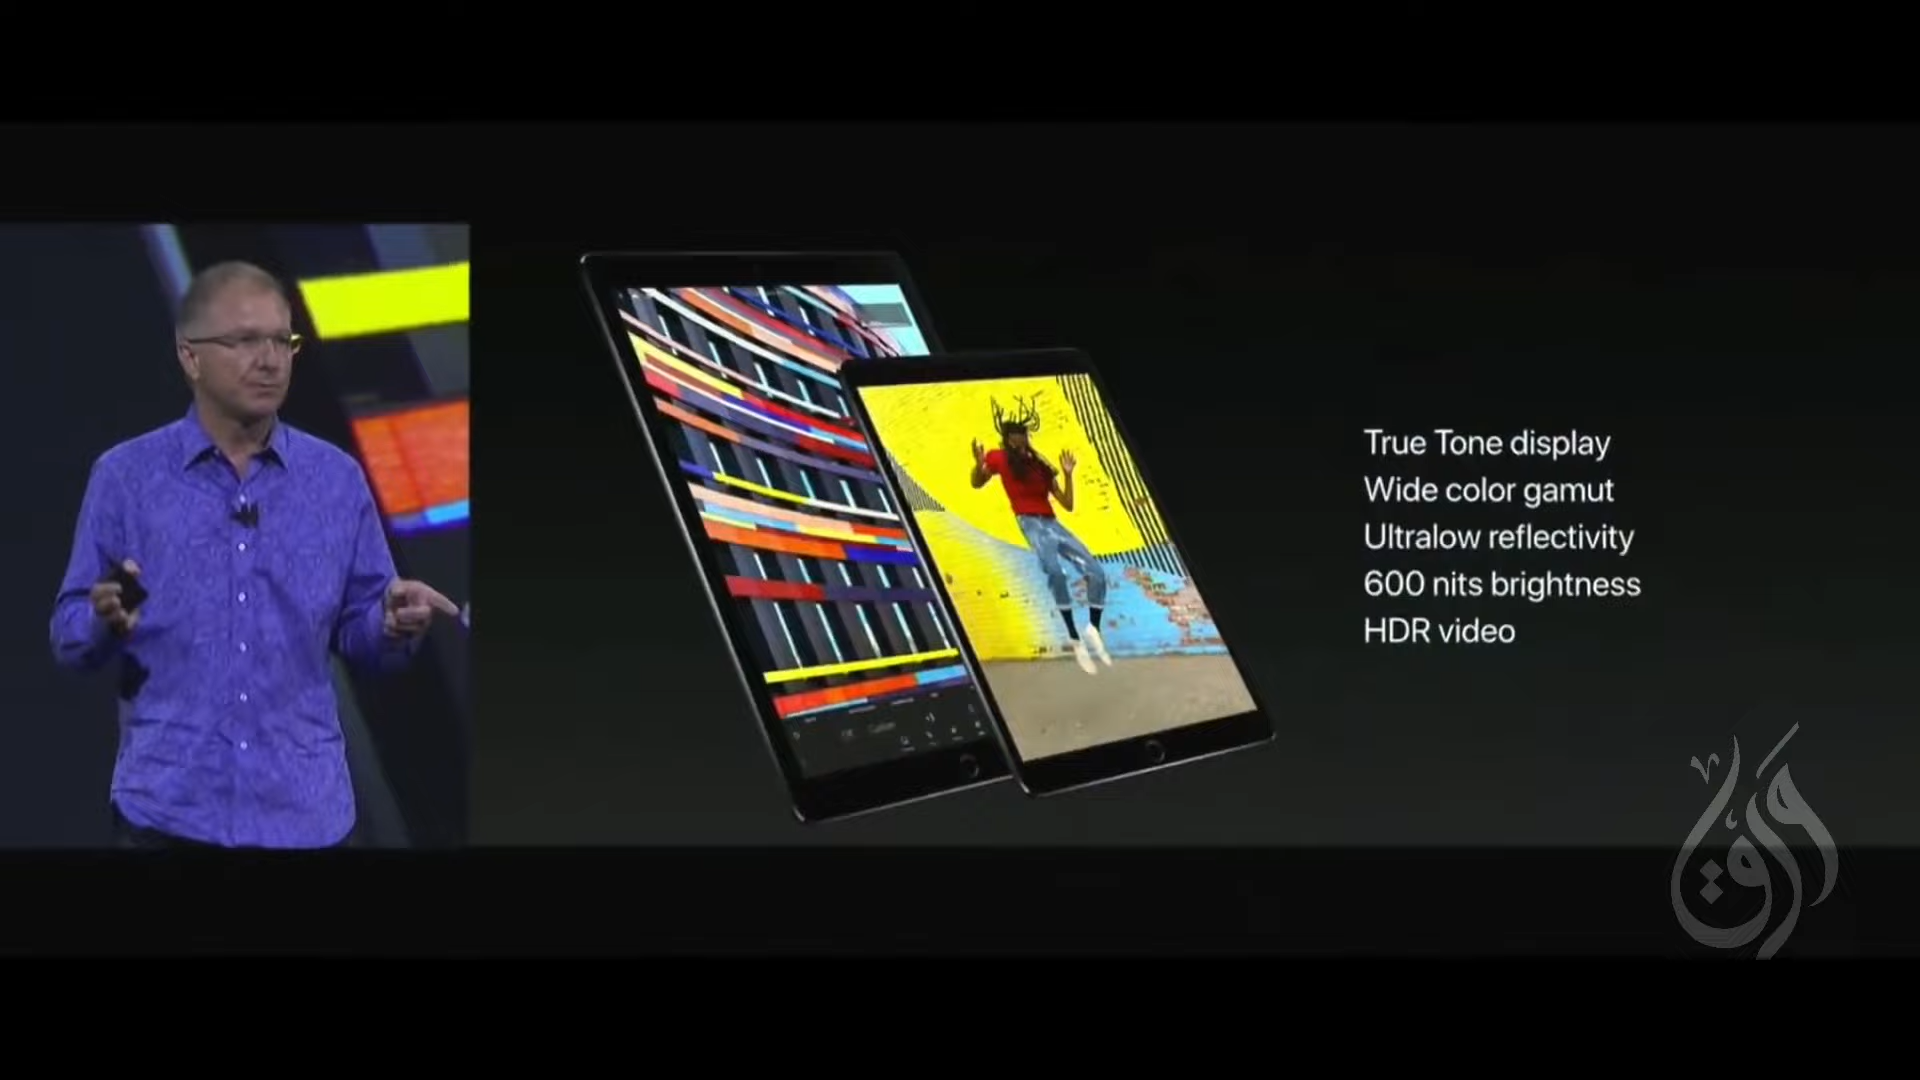 True Tone display
Wide color gamut
Ultralow reflectivity
600 nits brightness
HDR video